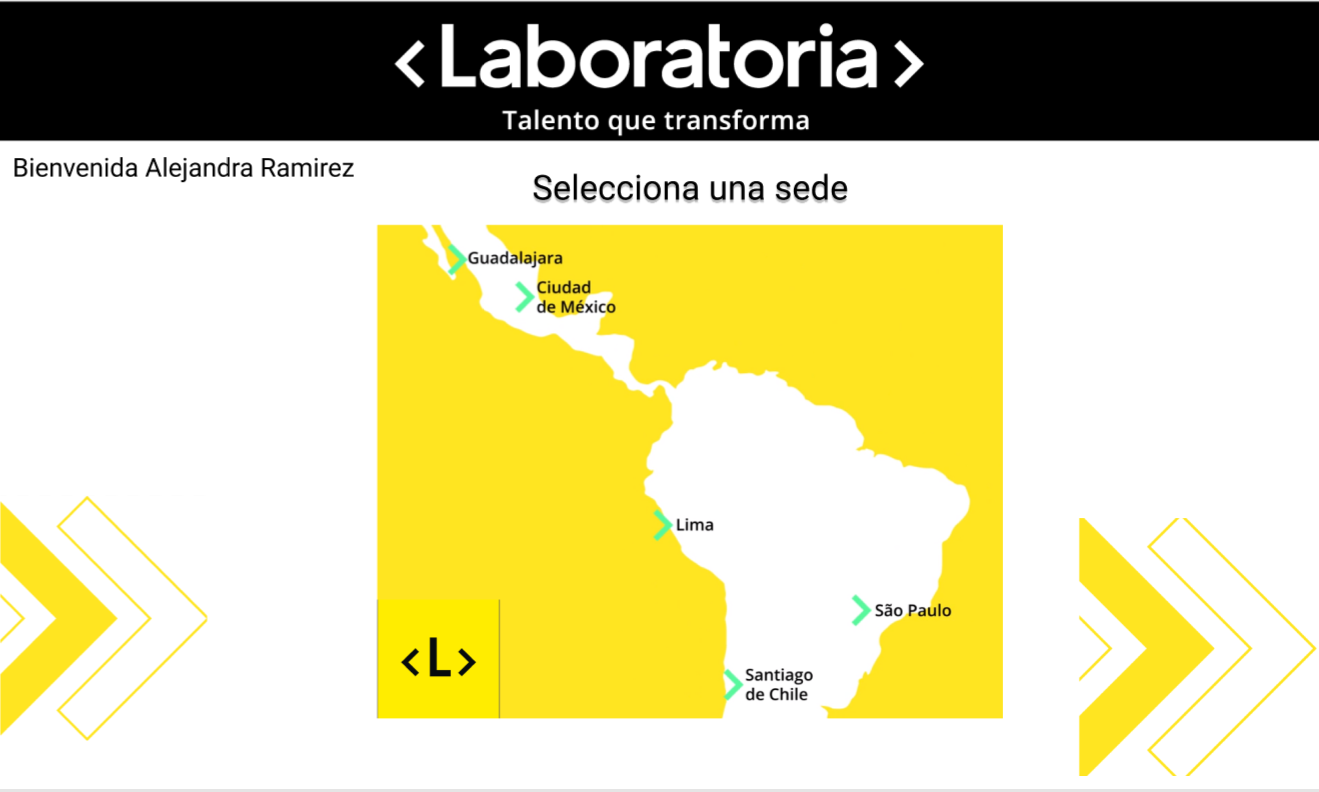 <Laboratoria>
Talento que transforma
Bienvenida Alejandra Ramirez
Selecciona una sede
Guadalajara
Ciudad
de México
Lima
São Paulo
Santiago
de Chile
<L>